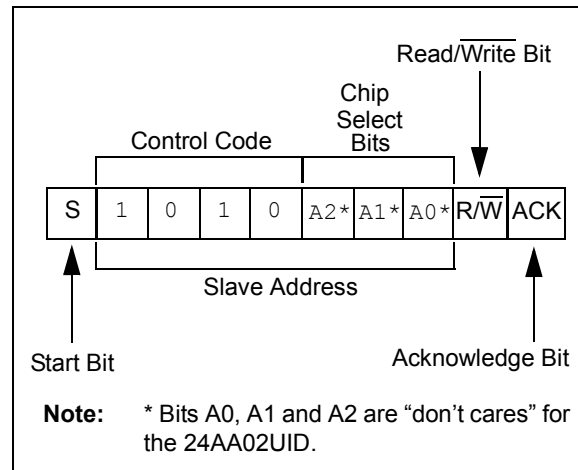 Read/Write Bit
Chip
Select
Bits
Control Code
S 1 0 1 0 A2* A1* A0* R/W ACK
Slave Address
Start Bit
Acknowledge Bit
Note: * Bits A0, A1 and A2 are “don’t cares” for
the 24AA02UID.